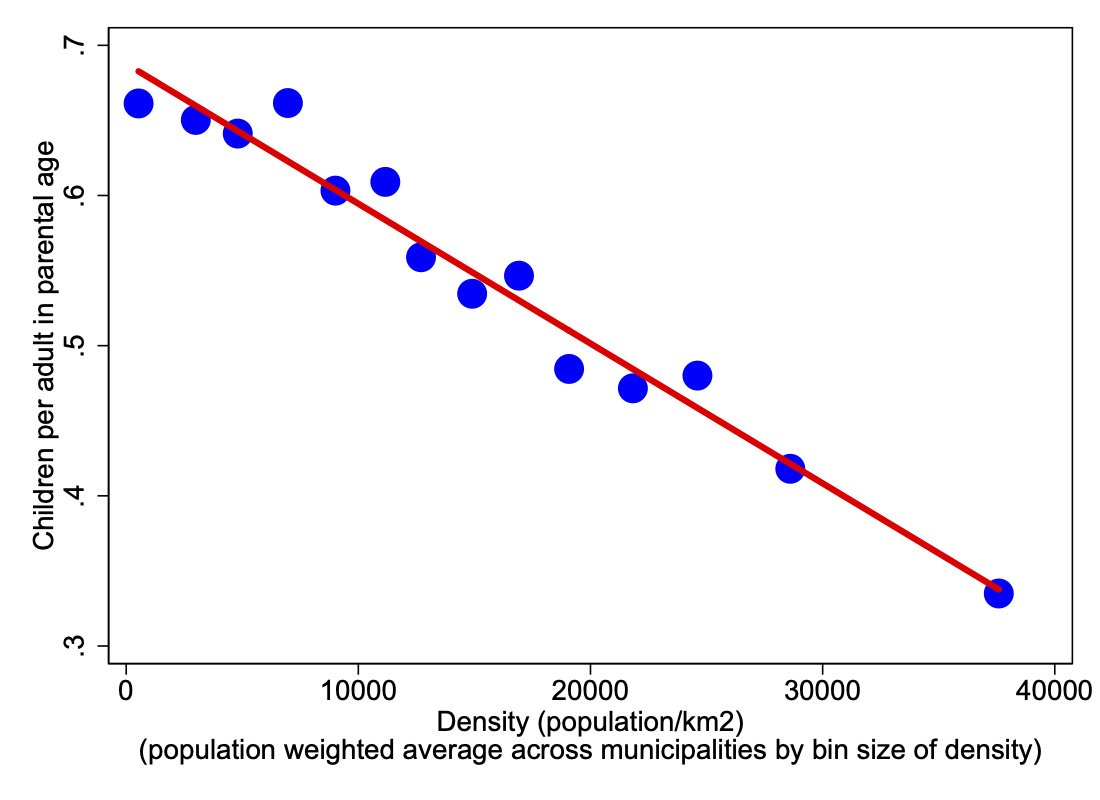 .7
.6
.5
.4
.3
Children per adult in parental age
0 10000 20000 30000 40000
Density (population/km2)
(population weighted average across municipalities by bin size of density)